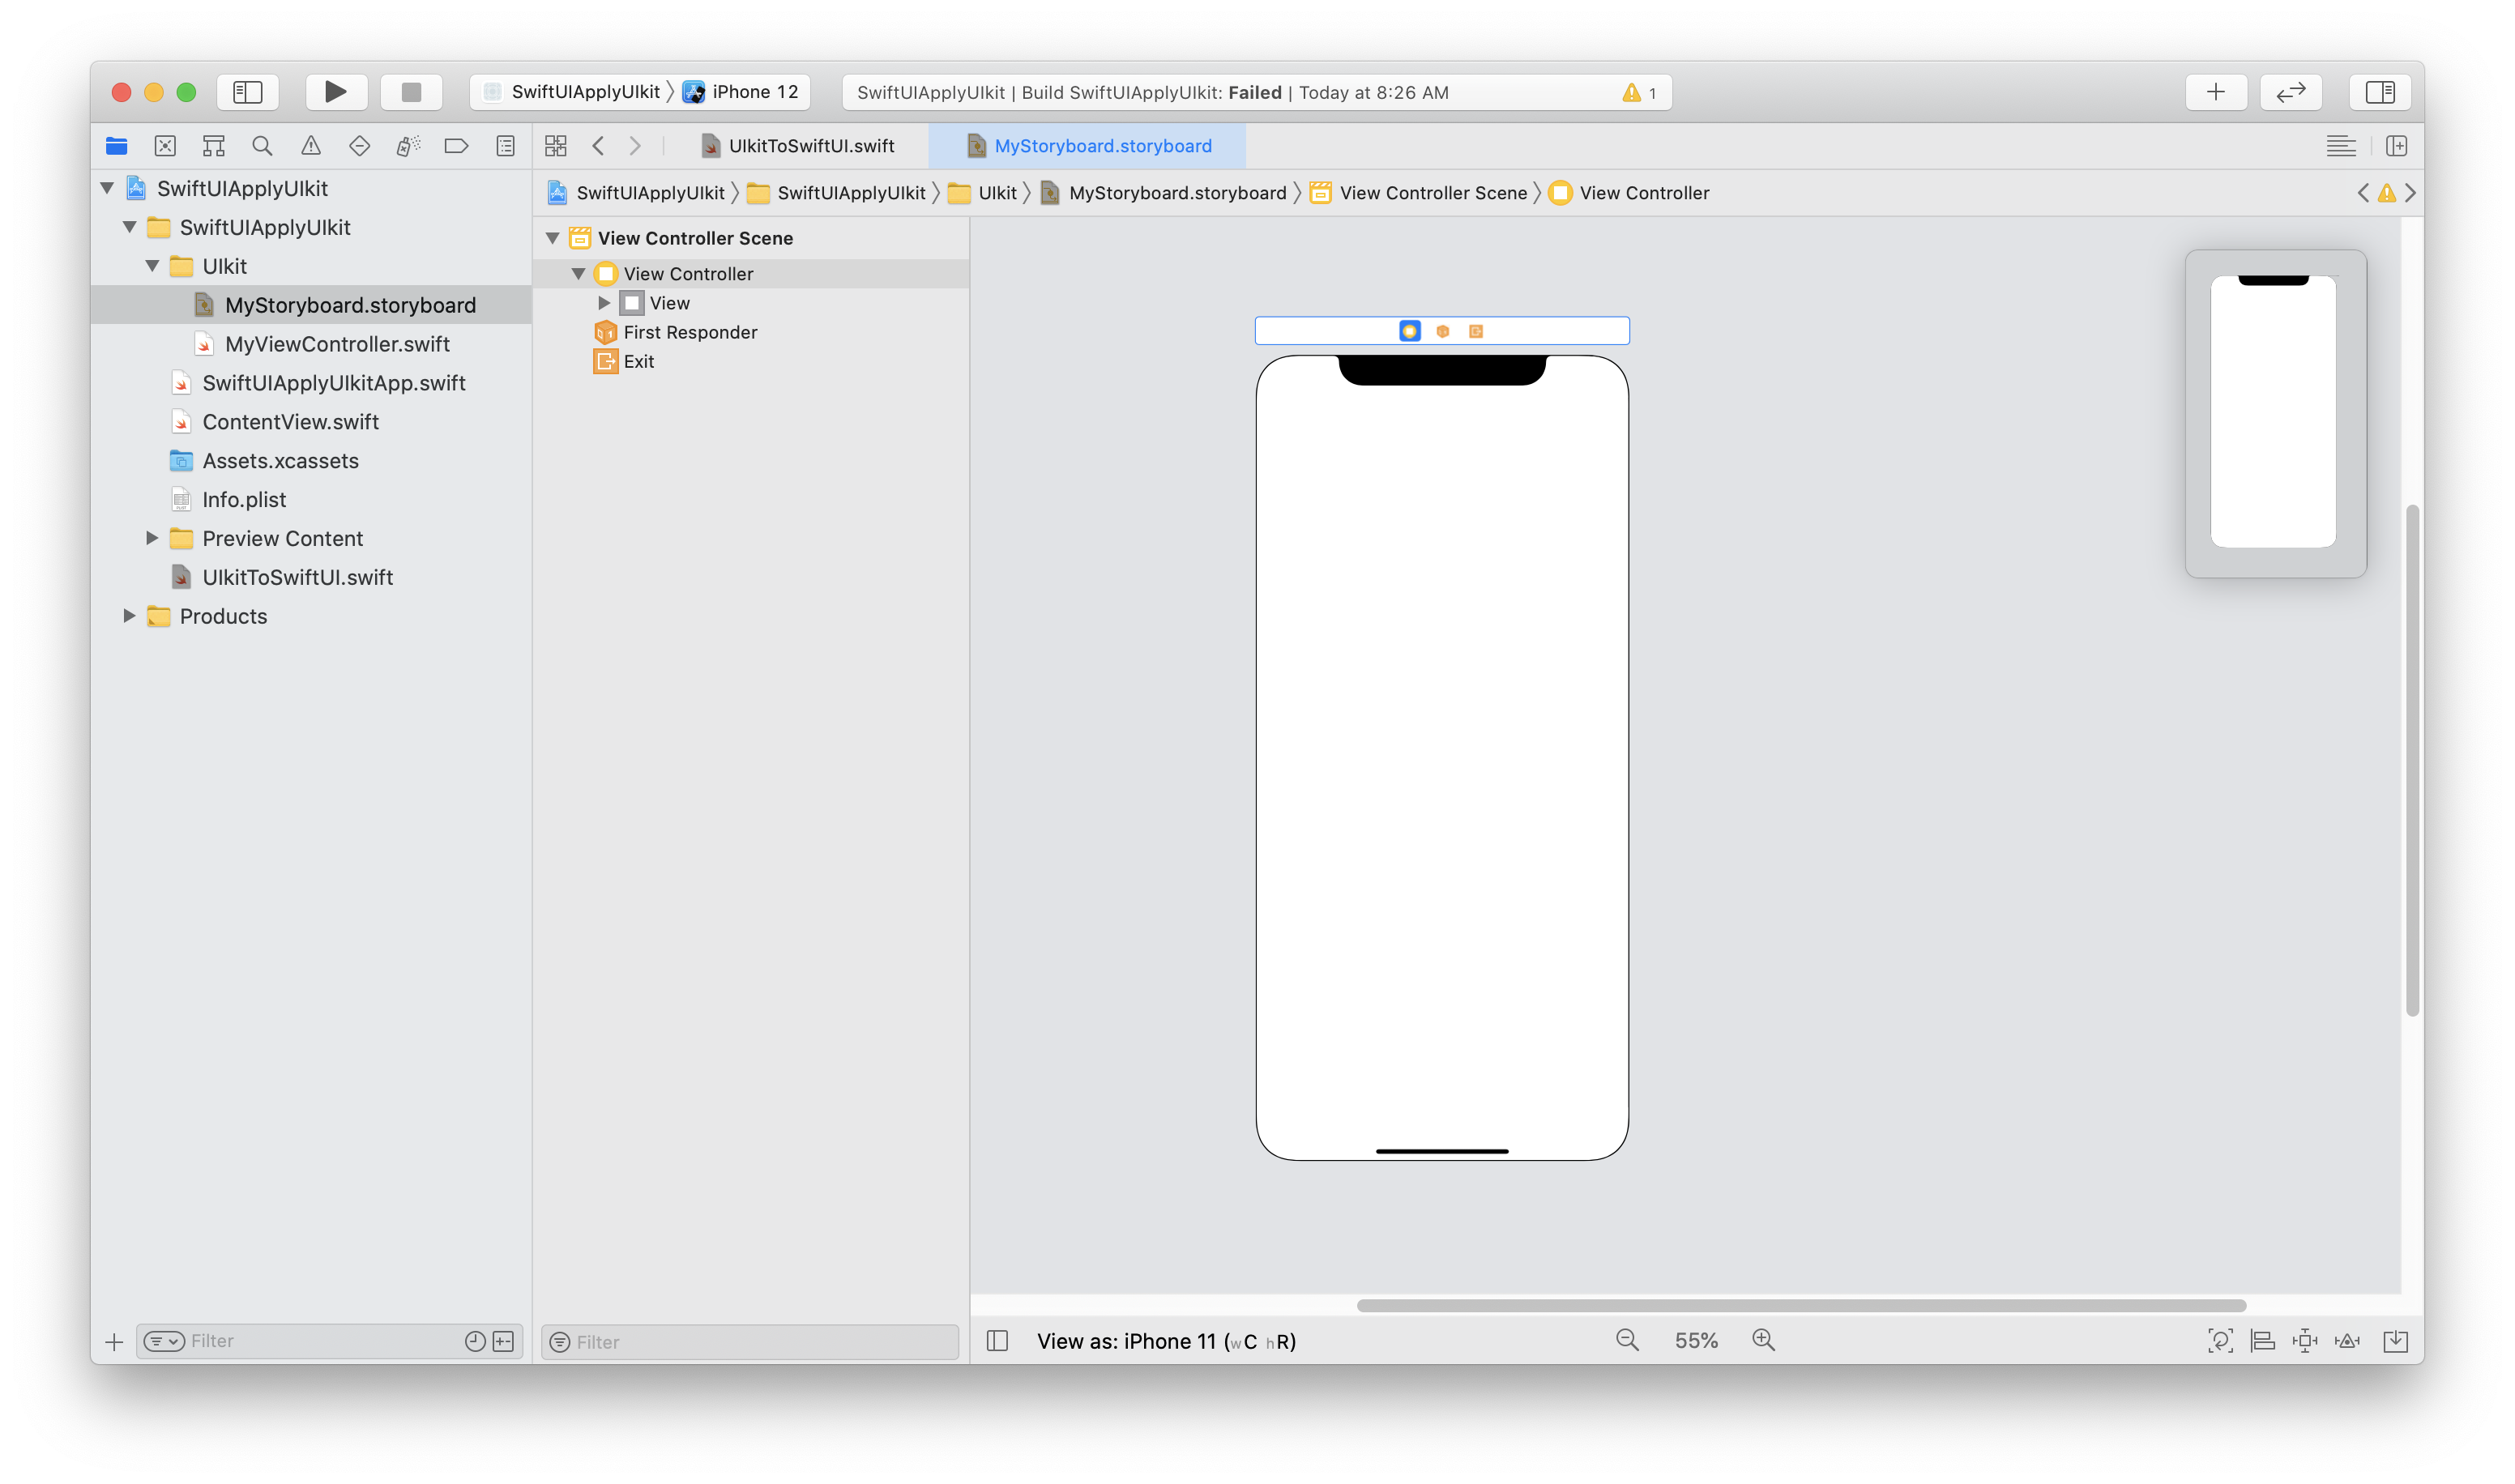 SwiftUIApplyUIkit 〉 iPhone 12
SwiftUIApplyUIkit | Build SwiftUIApplyUIkit: Failed | Today at 8:26 AM
1
UIkitToSwiftUI.swift
MyStoryboard.storyboard
SwiftUIApplyUIkit 〉 SwiftUIApplyUIkit 〉 UIkit 〉 MyStoryboard.storyboard 〉 View Controller Scene 〉 View Controller
SwiftUIApplyUIkit
SwiftUIApplyUIkit
UIkit
MyStoryboard.storyboard
MyViewController.swift
SwiftUIApplyUIkitApp.swift
ContentView.swift
Assets.xcassets
Info.plist
Preview Content
UIkitToSwiftUI.swift
Products
Filter
View Controller Scene
View Controller
View
First Responder
Exit
Filter
View as: iPhone 11 (wC hR)
55%